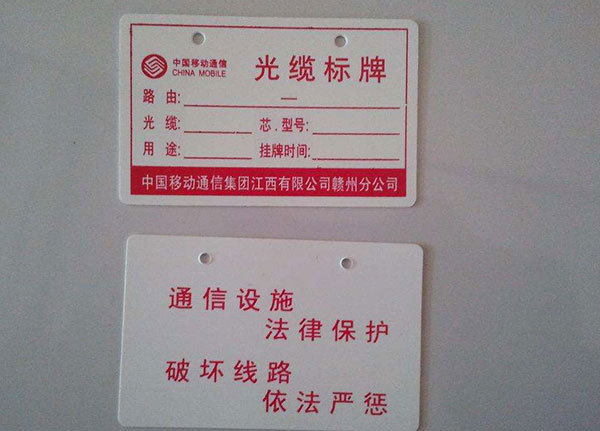 中国移动通信
CHINA MOBILE
光缆标牌
路 由: —
光 缆: 芯.型号:
用 途: 挂牌时间:
中国移动通信集团江西有限公司赣州分公司
通信设施
法律保护
破坏线路
依法严惩